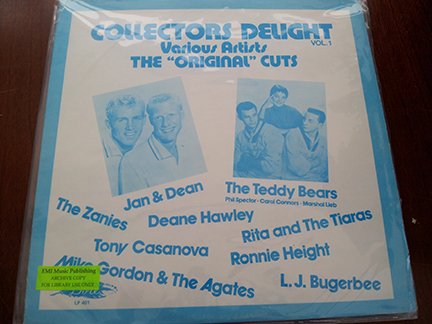 COLLECTORS DELIGHT
VOL. 1
Various Artists
THE "ORIGINAL" CUTS
Jan & Dean
The Teddy Bears
Phil Spector - Carol Connors - Marshal Lieb
The Zanies
Deane Hawley
Rita and The Tiaras
Tony Casanova
Ronnie Height
Mike Gordon & The Agates
L.J. Bugerbee
EMI Music Publishing
ARCHIVE COPY
FOR LIBRARY USE ONLY
LP 401